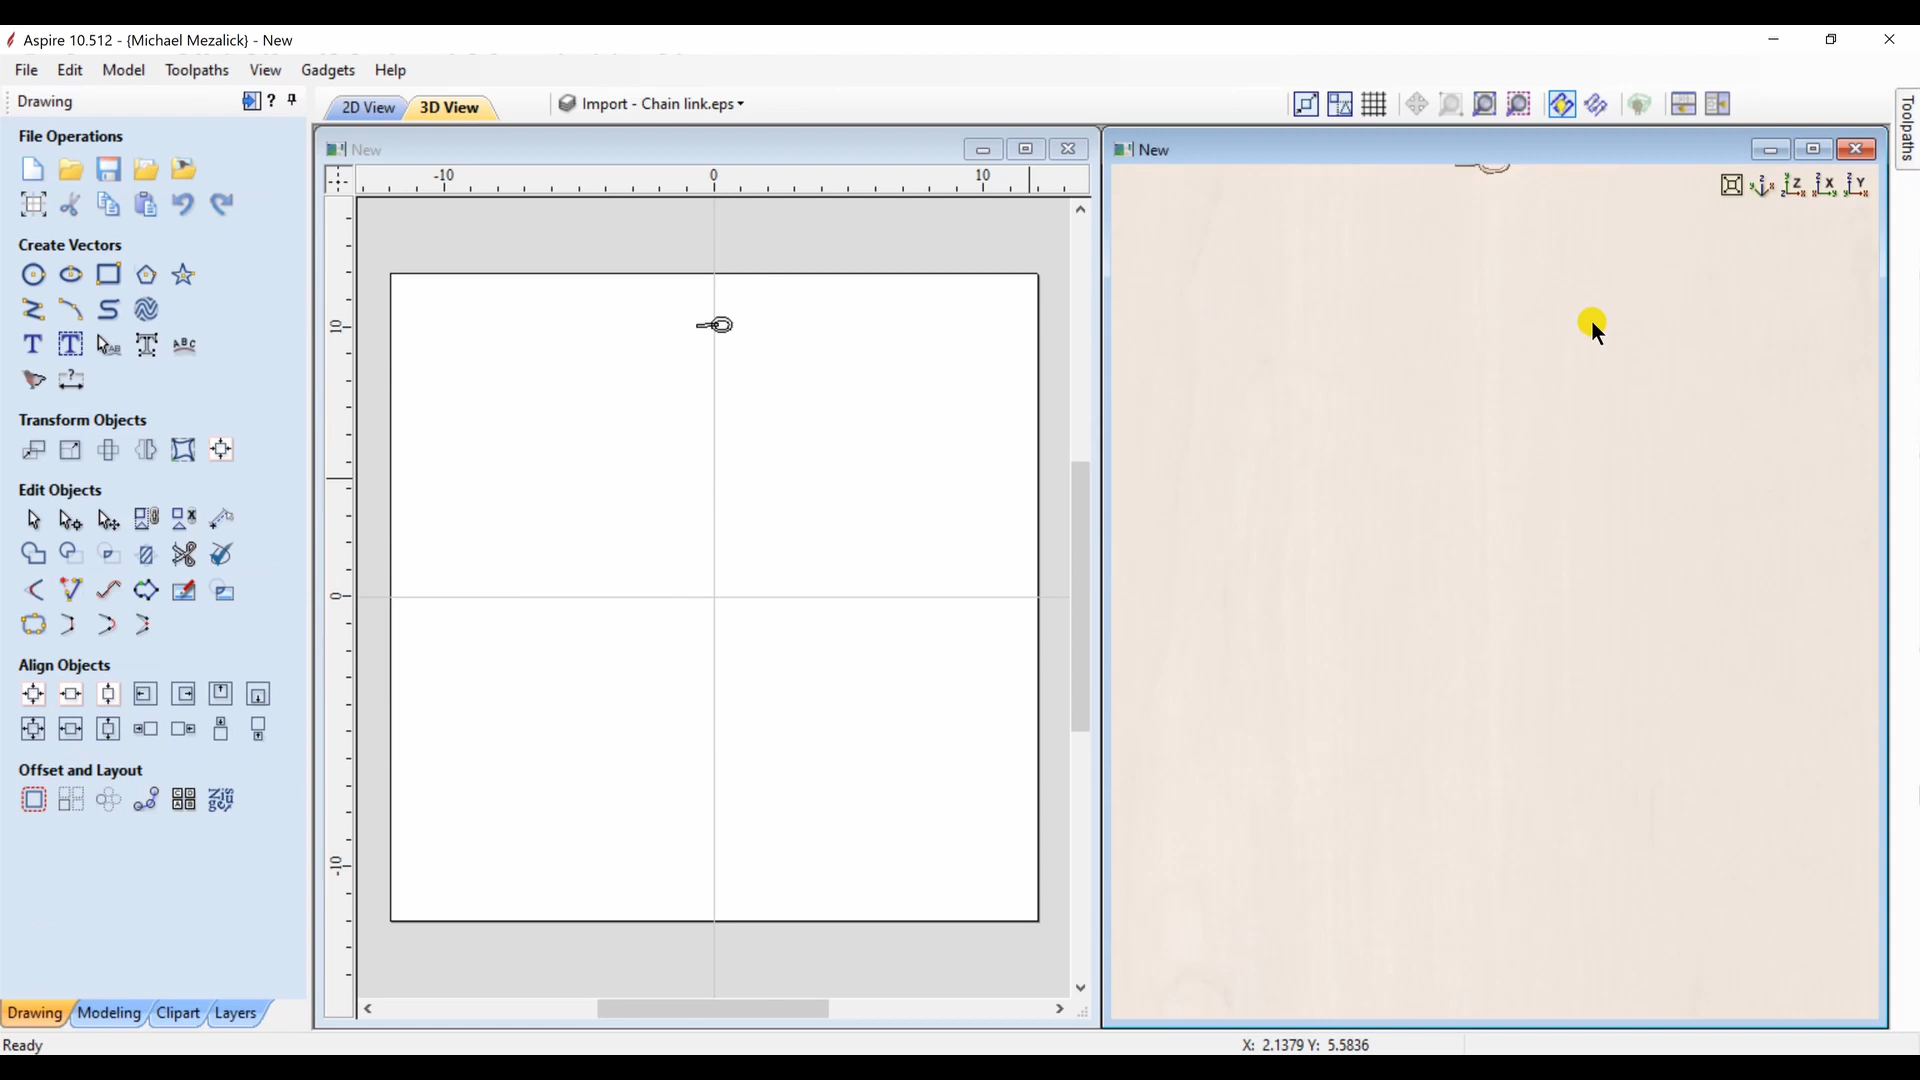 Aspire 10.512 - {Michael Mezalick} - New
File Edit Model Toolpaths View Gadgets Help
Drawing
2D View 3D View Import - Chain link.eps
Toolpaths
File Operations
New
New
-10 0 10
10
0
-10
Create Vectors
Transform Objects
Edit Objects
Align Objects
Offset and Layout
Drawing Modeling Clipart Layers
Ready
X: 2.1379 Y: 5.5836